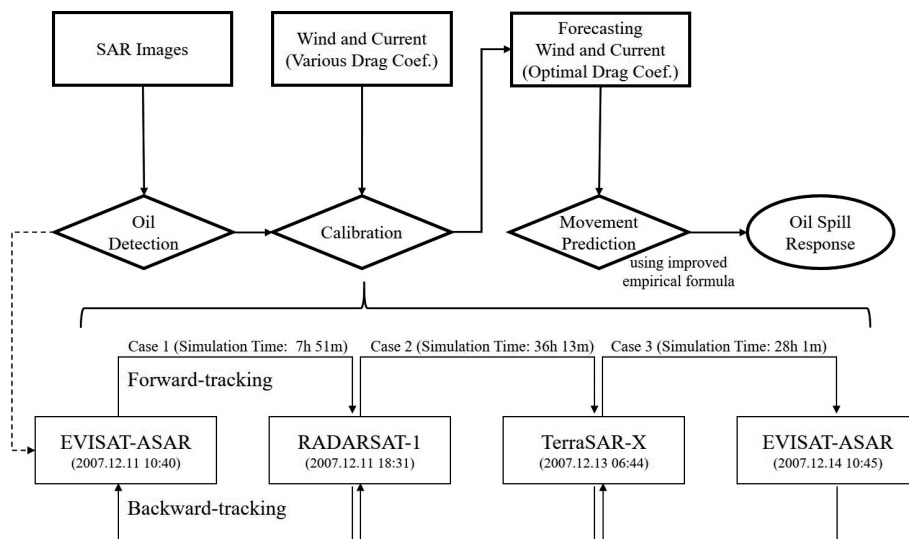 SAR Images
Wind and Current
(Various Drag Coef.)
Forecasting
Wind and Current
(Optimal Drag Coef.)
Oil
Detection
Calibration
Movement
Prediction
using improved
empirical formula
Oil Spill
Response
Case 1 (Simulation Time: 7h 51m)
Case 2 (Simulation Time: 36h 13m)
Case 3 (Simulation Time: 28h 1m)
Forward-tracking
EVISAT-ASAR
(2007.12.11 10:40)
RADARSAT-1
(2007.12.11 18:31)
TerraSAR-X
(2007.12.13 06:44)
EVISAT-ASAR
(2007.12.14 10:45)
Backward-tracking